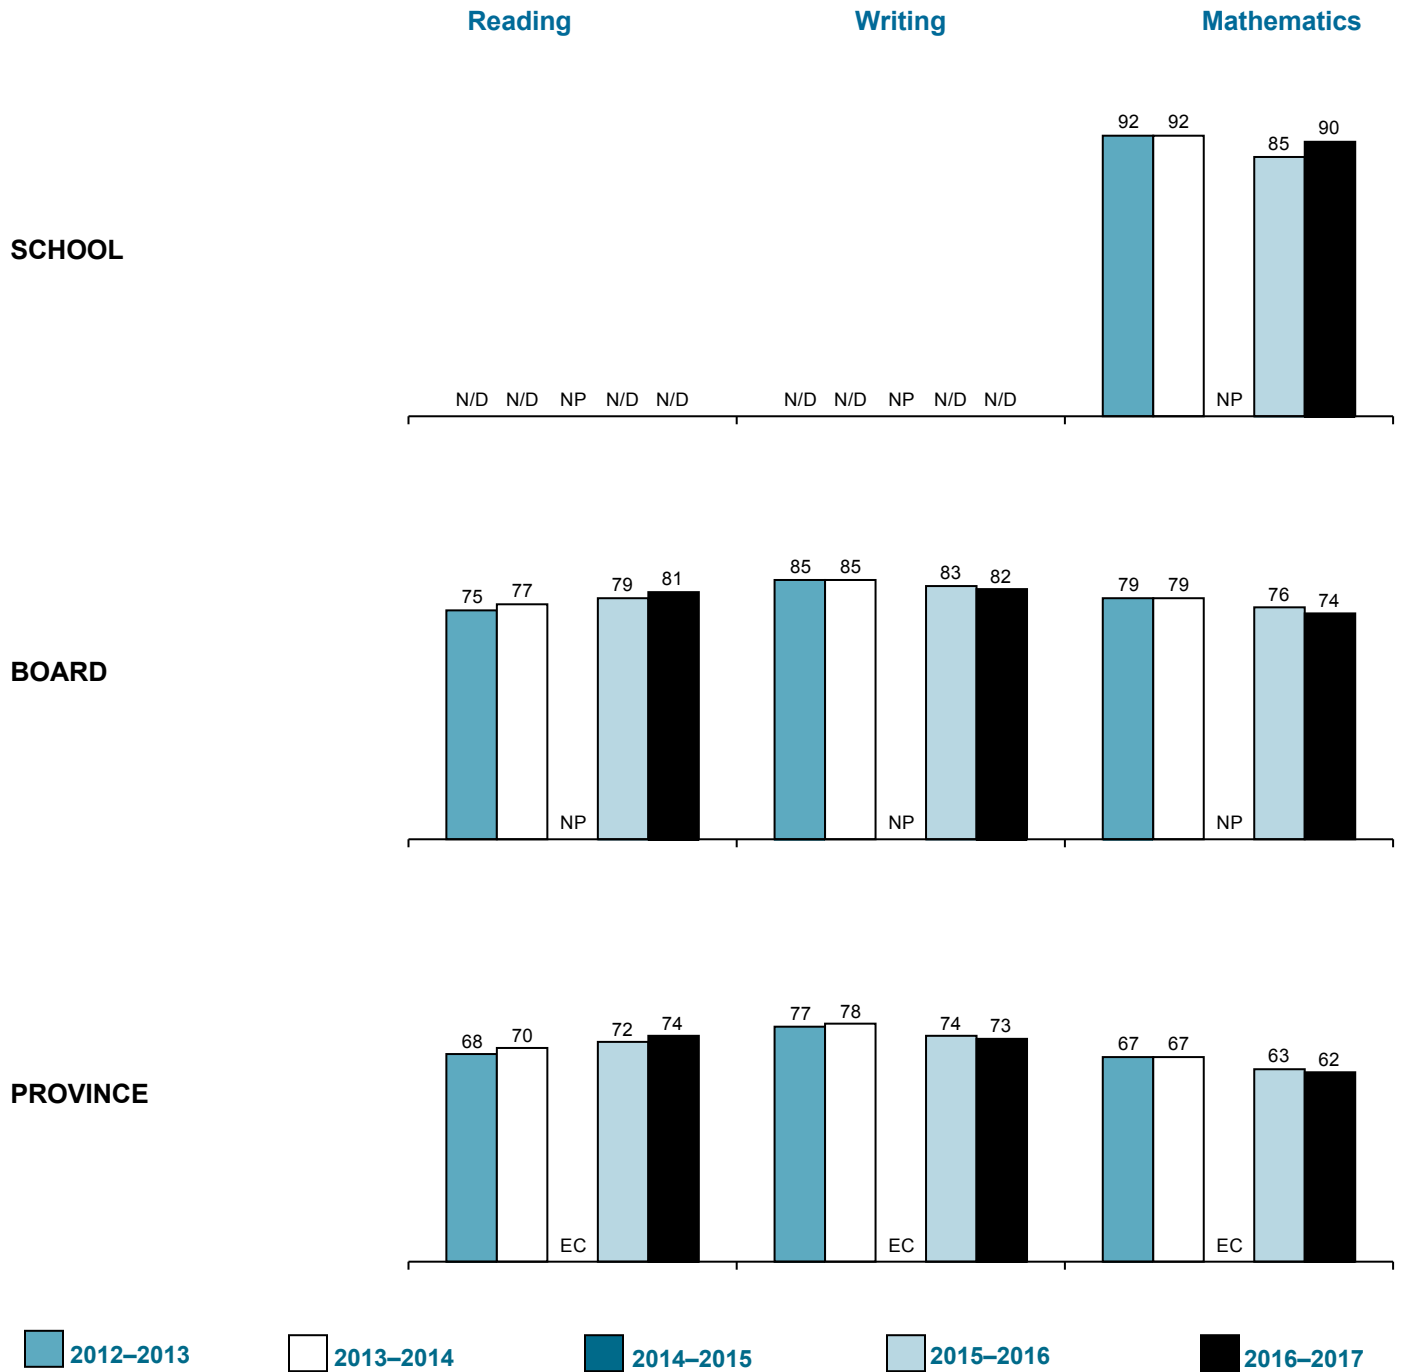 Reading Writing Mathematics
92 92 85 90
SCHOOL
N/D N/D NP N/D N/D N/D N/D NP N/D N/D NP
75 77 79 81 85 85 83 82 79 79 76 74
BOARD
NP NP NP
68 70 72 74 77 78 74 73 67 67 63 62
PROVINCE
EC EC EC
2012–2013 2013–2014 2014–2015 2015–2016 2016–2017